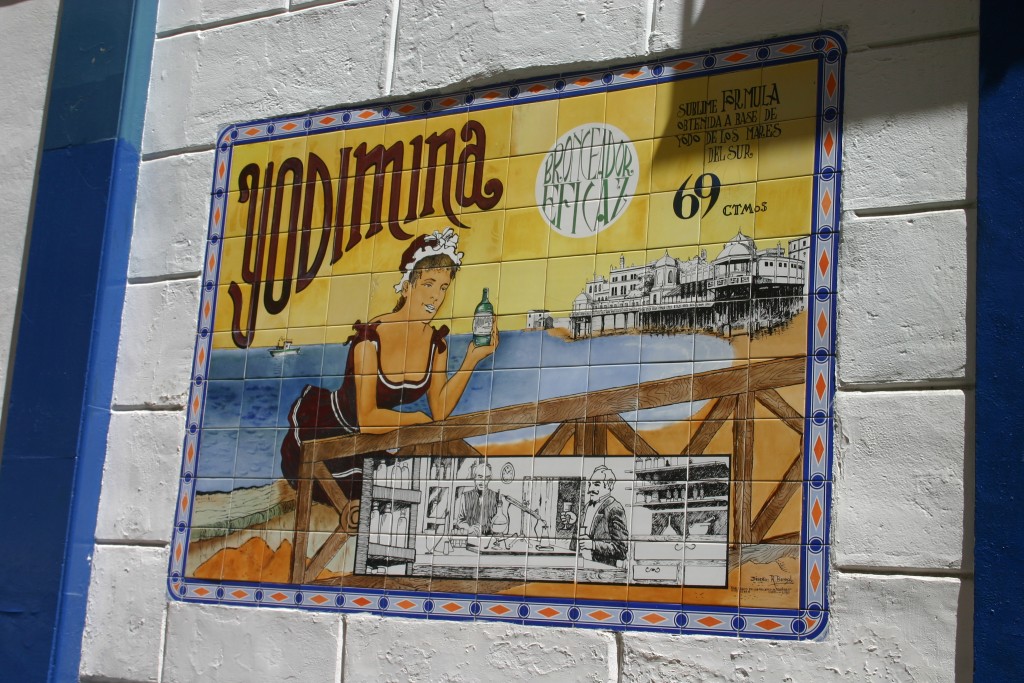 YODIMINA
BRONCEADOR
EFICAZ
SUBLIME FORMULA
OBTENIDA A BASE DE
YODO DE LOS MARES
DEL SUR
69 CTMOS